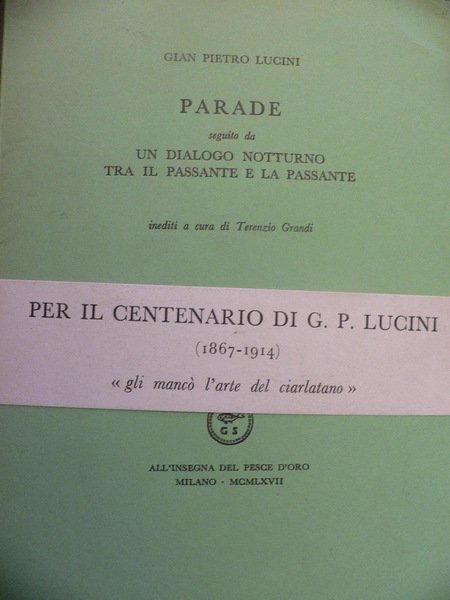 GIAN PIETRO LUCINI
PARADE
seguito da
UN DIALOGO NOTTURNO
TRA IL PASSANTE E LA PASSANTE
inediti a cura di Terenzio Grandi
PER IL CENTENARIO DI G. P. LUCINI
(1867-1914)
« gli mancò l'arte del ciarlatano »
G S
ALL'INSEGNA DEL PESCE D'ORO
MILANO · MCMLXVII